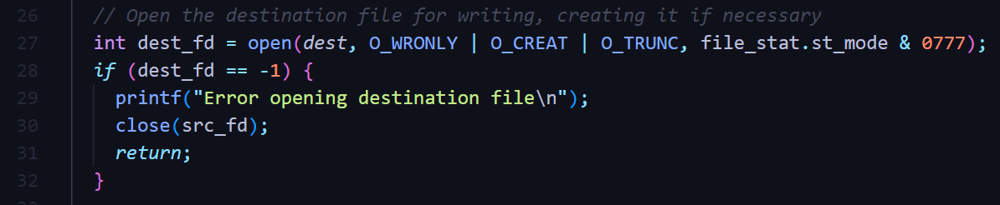 26 // Open the destination file for writing, creating it if necessary
27 int dest_fd = open(dest, O_WRONLY | O_CREAT | O_TRUNC, file_stat.st_mode & 0777);
28 if (dest_fd == -1) {
29 printf("Error opening destination file\n");
30 close(src_fd);
31 return;
32 }